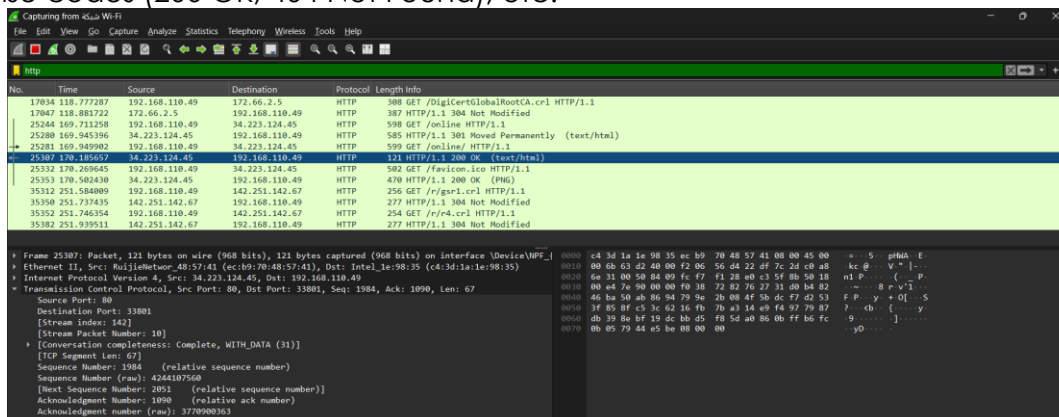 Capturing from شبكة Wi-Fi
File Edit View Go Capture Analyze Statistics Telephony Wireless Tools Help
http
No. Time Source Destination Protocol Length Info
17034 118.777287 192.168.110.49 172.66.2.5 HTTP 308 GET /DigiCertGlobalRootCA.crl HTTP/1.1
17047 118.881722 172.66.2.5 192.168.110.49 HTTP 387 HTTP/1.1 304 Not Modified
25244 169.711258 192.168.110.49 34.223.124.45 HTTP 598 GET /online HTTP/1.1
25280 169.945396 34.223.124.45 192.168.110.49 HTTP 585 HTTP/1.1 301 Moved Permanently (text/html)
25281 169.949902 192.168.110.49 34.223.124.45 HTTP 599 GET /online/ HTTP/1.1
25307 170.185657 34.223.124.45 192.168.110.49 HTTP 121 HTTP/1.1 200 OK (text/html)
25332 170.269645 192.168.110.49 34.223.124.45 HTTP 502 GET /favicon.ico HTTP/1.1
25353 170.502430 34.223.124.45 192.168.110.49 HTTP 470 HTTP/1.1 200 OK (PNG)
35312 251.584009 192.168.110.49 142.251.142.67 HTTP 256 GET /r/gsr1.crl HTTP/1.1
35350 251.737435 142.251.142.67 192.168.110.49 HTTP 277 HTTP/1.1 304 Not Modified
35352 251.746354 192.168.110.49 142.251.142.67 HTTP 254 GET /r/r4.crl HTTP/1.1
35382 251.939511 142.251.142.67 192.168.110.49 HTTP 277 HTTP/1.1 304 Not Modified
Frame 25307: Packet, 121 bytes on wire (968 bits), 121 bytes captured (968 bits) on interface \Device\NPF_{
Ethernet II, Src: RuijieNetwor_48:57:41 (ec:b9:70:48:57:41), Dst: Intel_1e:98:35 (c4:3d:1a:1e:98:35)
Internet Protocol Version 4, Src: 34.223.124.45, Dst: 192.168.110.49
Transmission Control Protocol, Src Port: 80, Dst Port: 33801, Seq: 1984, Ack: 1090, Len: 67
Source Port: 80
Destination Port: 33801
[Stream index: 142]
[Stream Packet Number: 10]
[Conversation completeness: Complete, WITH_DATA (31)]
[TCP Segment Len: 67]
Sequence Number: 1984 (relative sequence number)
Sequence Number (raw): 4244107560
[Next Sequence Number: 2051 (relative sequence number)]
Acknowledgment Number: 1090 (relative ack number)
Acknowledgment number (raw): 3770900363
0000 c4 3d 1a 1e 98 35 ec b9 70 48 57 41 08 00 45 00
0010 00 6b 63 d2 40 00 f2 06 56 d4 22 df 7c 2d c0 a8
0020 6e 31 00 50 84 09 fc f7 f1 28 e0 c3 5f 8b 50 18
0030 00 e4 7e 90 00 00 f0 38 72 82 76 27 31 d0 b4 82
0040 46 ba 50 ab 86 94 79 9e 2b 08 4f 5b dc f7 d2 53
0050 3f 85 8f c5 3c 62 16 fb 7b a3 14 e9 f4 97 79 87
0060 db 39 8e bf 19 dc bb d5 f8 5d a0 86 0b ff b6 fc
0070 0b 05 79 44 e5 be 08 00 00